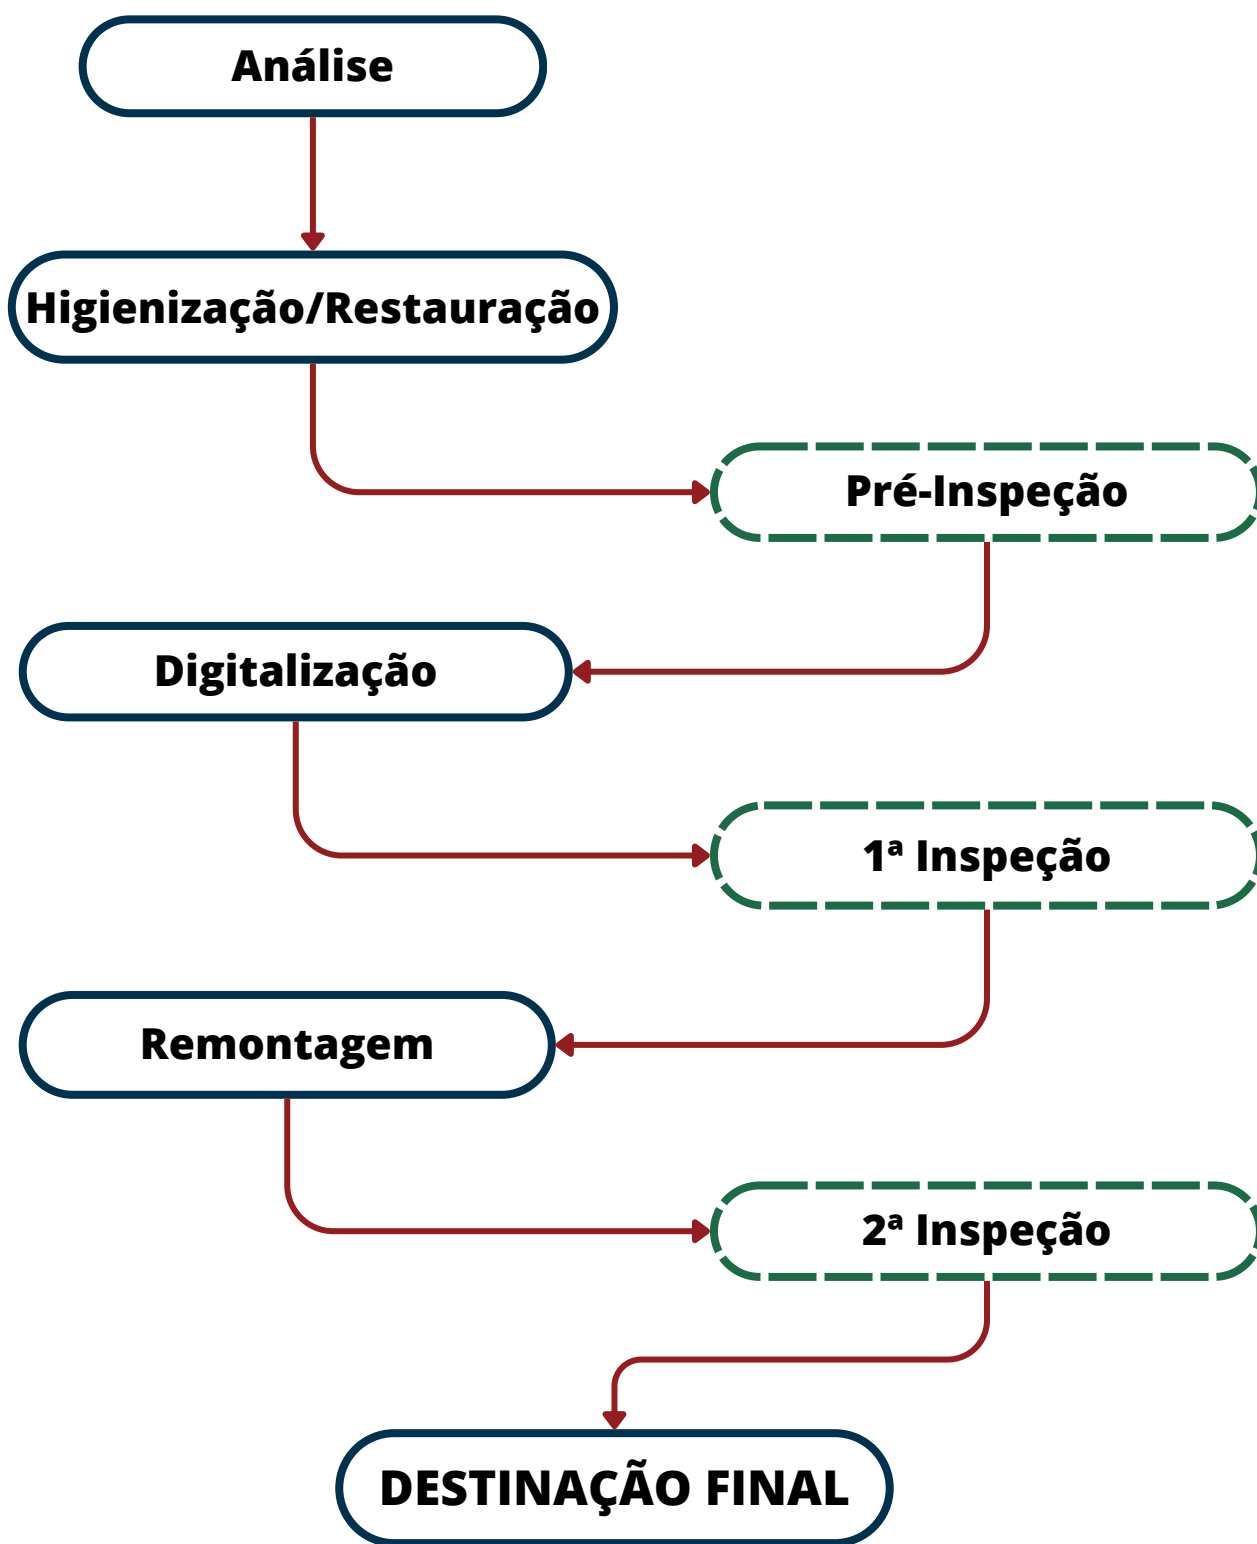 Análise
Higienização/Restauração
Pré-Inspeção
Digitalização
1ª Inspeção
Remontagem
2ª Inspeção
DESTINAÇÃO FINAL